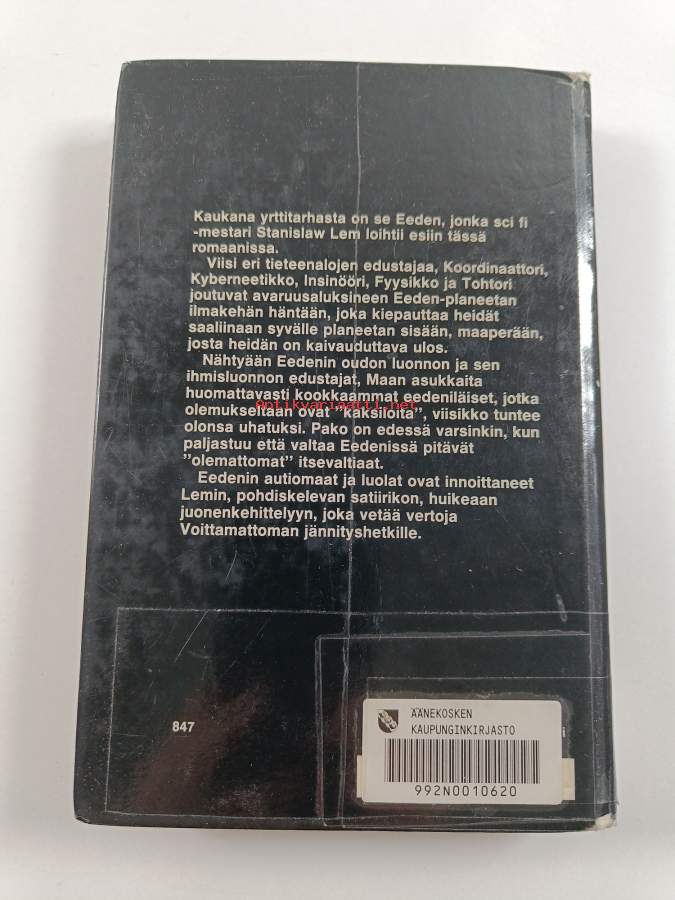 Kaukana yrttitarhasta on se Eeden, jonka sci fi
-mestari Stanislaw Lem loihtii esiin tässä
romaanissa.
Viisi eri tieteenalojen edustajaa, Koordinaattori,
Kyberneetikko, Insinööri, Fyysikko ja Tohtori
joutuvat avaruusaluksineen Eeden-planeetan
ilmakehän häntään, joka kiepauttaa heidät
saaliinaan syvälle planeetan sisään, maaperään,
josta heidän on kaivauduttava ulos.
Nähtyään Eedenin oudon luonnon ja sen
ihmisluonnon edustajat, Maan asukkaita
huomattavasti kookkaammat eedeniläiset, jotka
olemukseltaan ovat "kaksiloita", viisikko tuntee
Antikvariaatti.net
olonsa uhatuksi. Pako on edessä varsinkin, kun
paljastuu että valtaa Eedenissä pitävät
"olemattomat" itsevaltiaat.
Eedenin autiomaat ja luolat ovat innoittaneet
Lemin, pohdiskelevan satiirikon, huikeaan
juonenkehittelyyn, joka vetää vertoja
Voittamattoman jännityshetkille.
847
ÄÄNEKOSKEN
KAUPUNGINKIRJASTO
992N0010620